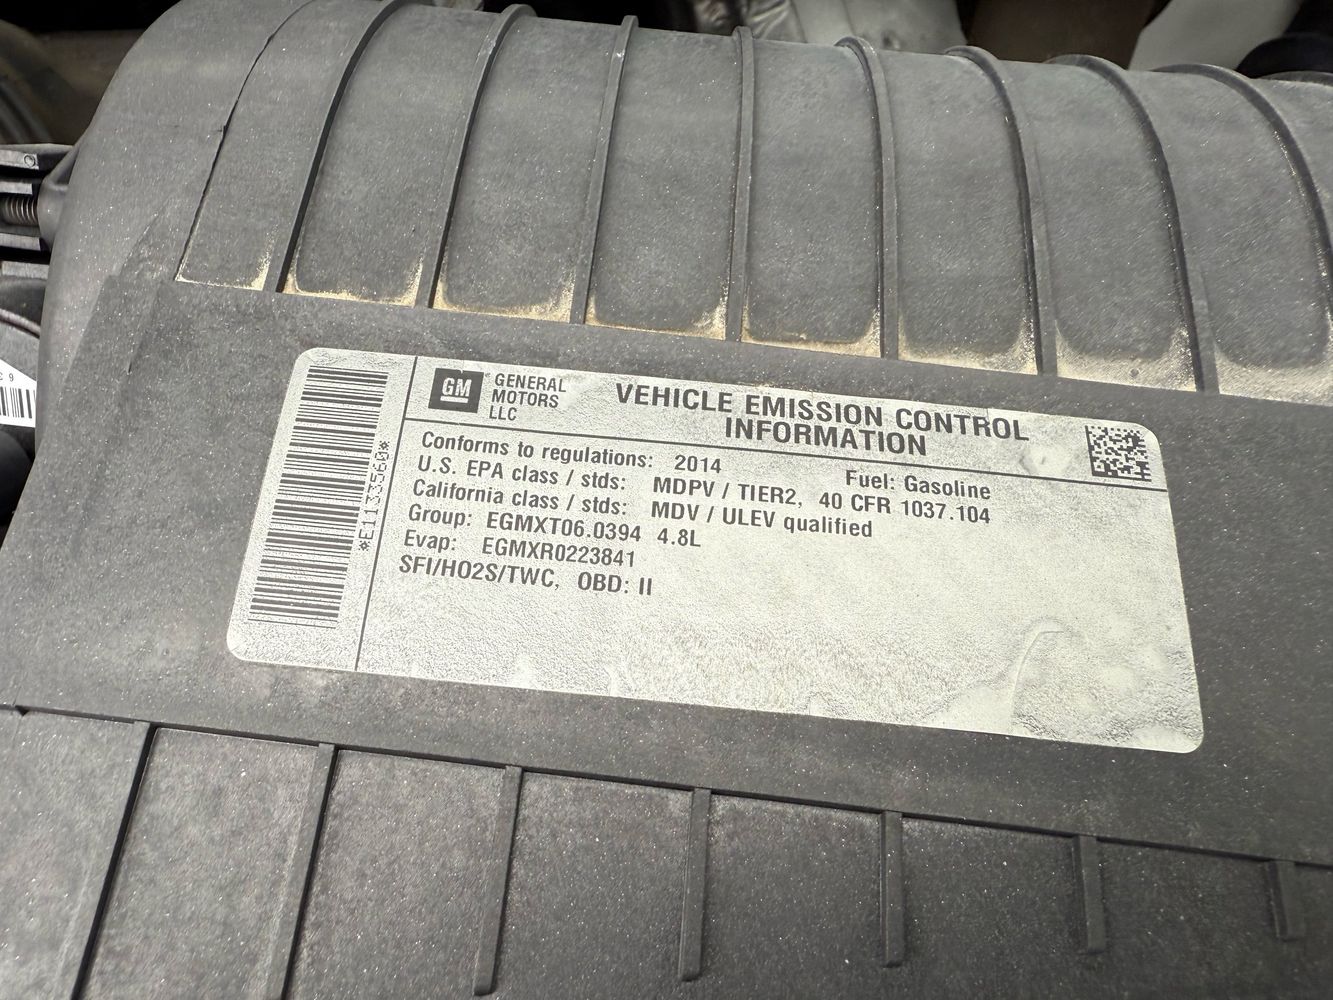 GM
GENERAL
MOTORS
LLC
VEHICLE EMISSION CONTROL
INFORMATION
Conforms to regulations: 2014 Fuel: Gasoline
U.S. EPA class / stds: MDPV / TIER2, 40 CFR 1037.104
California class / stds: MDV / ULEV qualified
Group: EGMXT06.0394 4.8L
Evap: EGMXR0223841
SFI/HO2S/TWC, OBD: II
*E1133560*